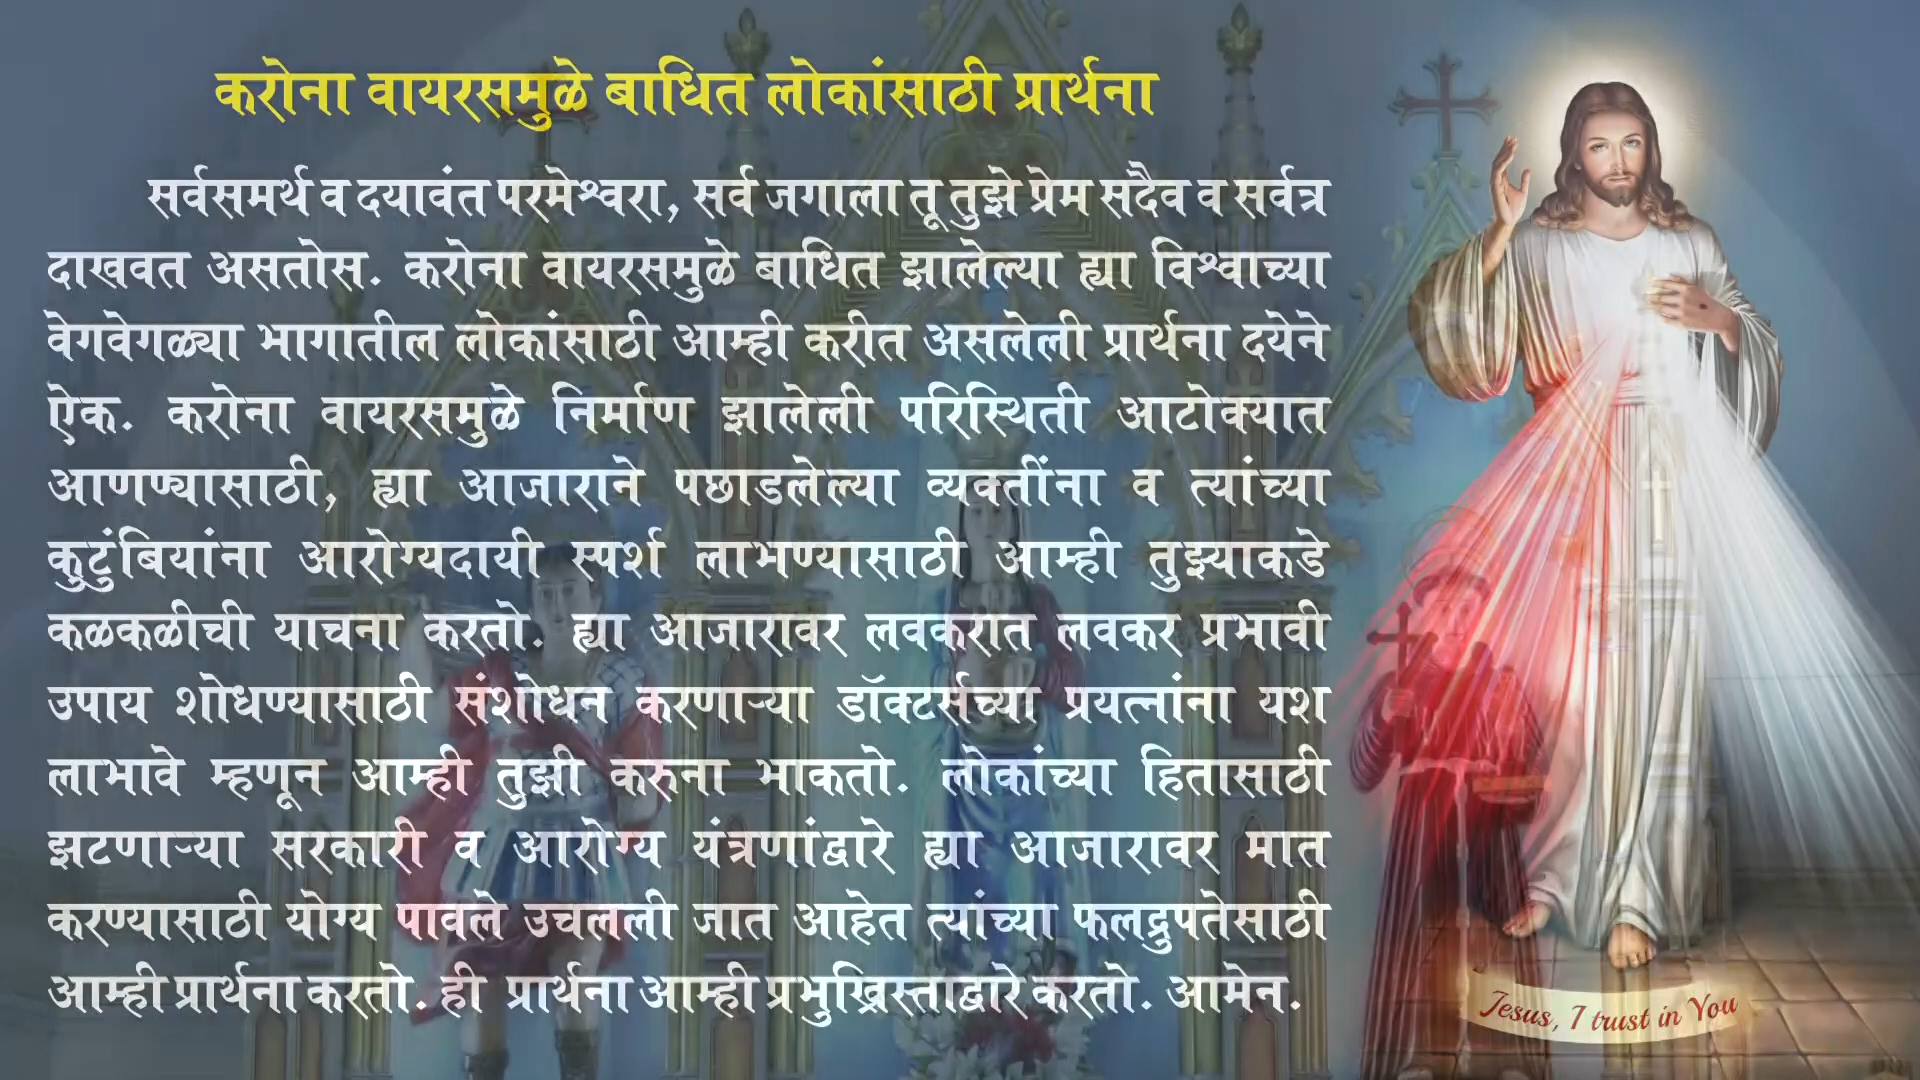 करोना वायरसमुळे बाधित लोकांसाठी प्रार्थना
सर्वसमर्थ व दयावंत परमेश्वरा, सर्व जगाला तू तुझे प्रेम सदैव व सर्वत्र
दाखवत असतोस. करोना वायरसमुळे बाधित झालेल्या ह्या विश्वाच्या
वेगवेगळ्या भागातील लोकांसाठी आम्ही करीत असलेली प्रार्थना दयेने
ऐक. करोना वायरसमुळे निर्माण झालेली परिस्थिती आटोक्यात
आणण्यासाठी, ह्या आजाराने पछाडलेल्या व्यक्तींना व त्यांच्या
कुटुंबियांना आरोग्यदायी स्पर्श लाभण्यासाठी आम्ही तुझ्याकडे
कळकळीची याचना करतो. ह्या आजारावर लवकरात लवकर प्रभावी
उपाय शोधण्यासाठी संशोधन करणाऱ्या डॉक्टर्सच्या प्रयत्नांना यश
लाभावे म्हणून आम्ही तुझी करुना भाकतो. लोकांच्या हितासाठी
झटणाऱ्या सरकारी व आरोग्य यंत्रणांद्वारे ह्या आजारावर मात
करण्यासाठी योग्य पावले उचलली जात आहेत त्यांच्या फलद्रुपतेसाठी
आम्ही प्रार्थना करतो. ही प्रार्थना आम्ही प्रभुख्रिस्ताद्वारे करतो. आमेन.
Jesus, I trust in You